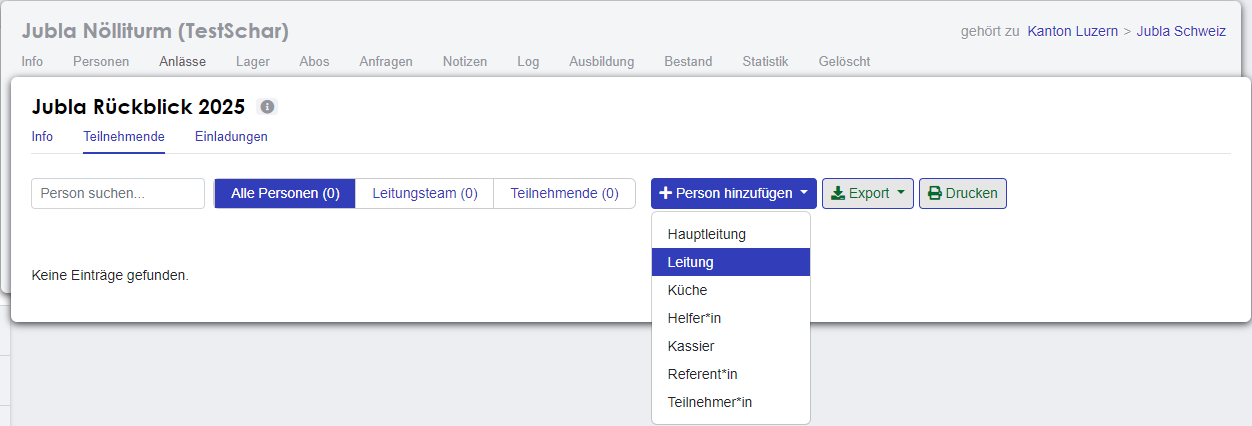 Jubla Nölliturm (TestSchar)
gehört zu Kanton Luzern > Jubla Schweiz
Info Personen Anlässe Lager Abos Anfragen Notizen Log Ausbildung Bestand Statistik Gelöscht
Jubla Rückblick 2025
Info Teilnehmende Einladungen
Person suchen... Alle Personen (0) Leitungsteam (0) Teilnehmende (0) Person hinzufügen Export Drucken
Hauptleitung
Leitung
Küche
Helfer*in
Kassier
Referent*in
Teilnehmer*in
Keine Einträge gefunden.